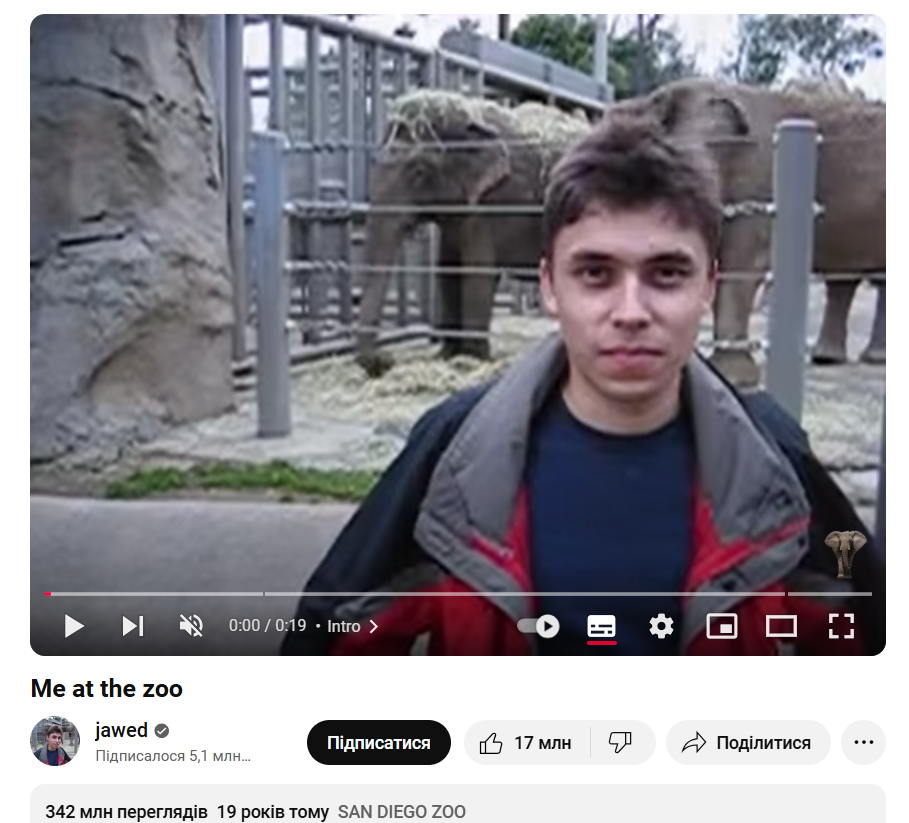 0:00 / 0:19 • Intro
Me at the zoo
jawed
Підписалося 5,1 млн...
Підписатися
17 млн
Поділитися
342 млн переглядів 19 років тому SAN DIEGO ZOO